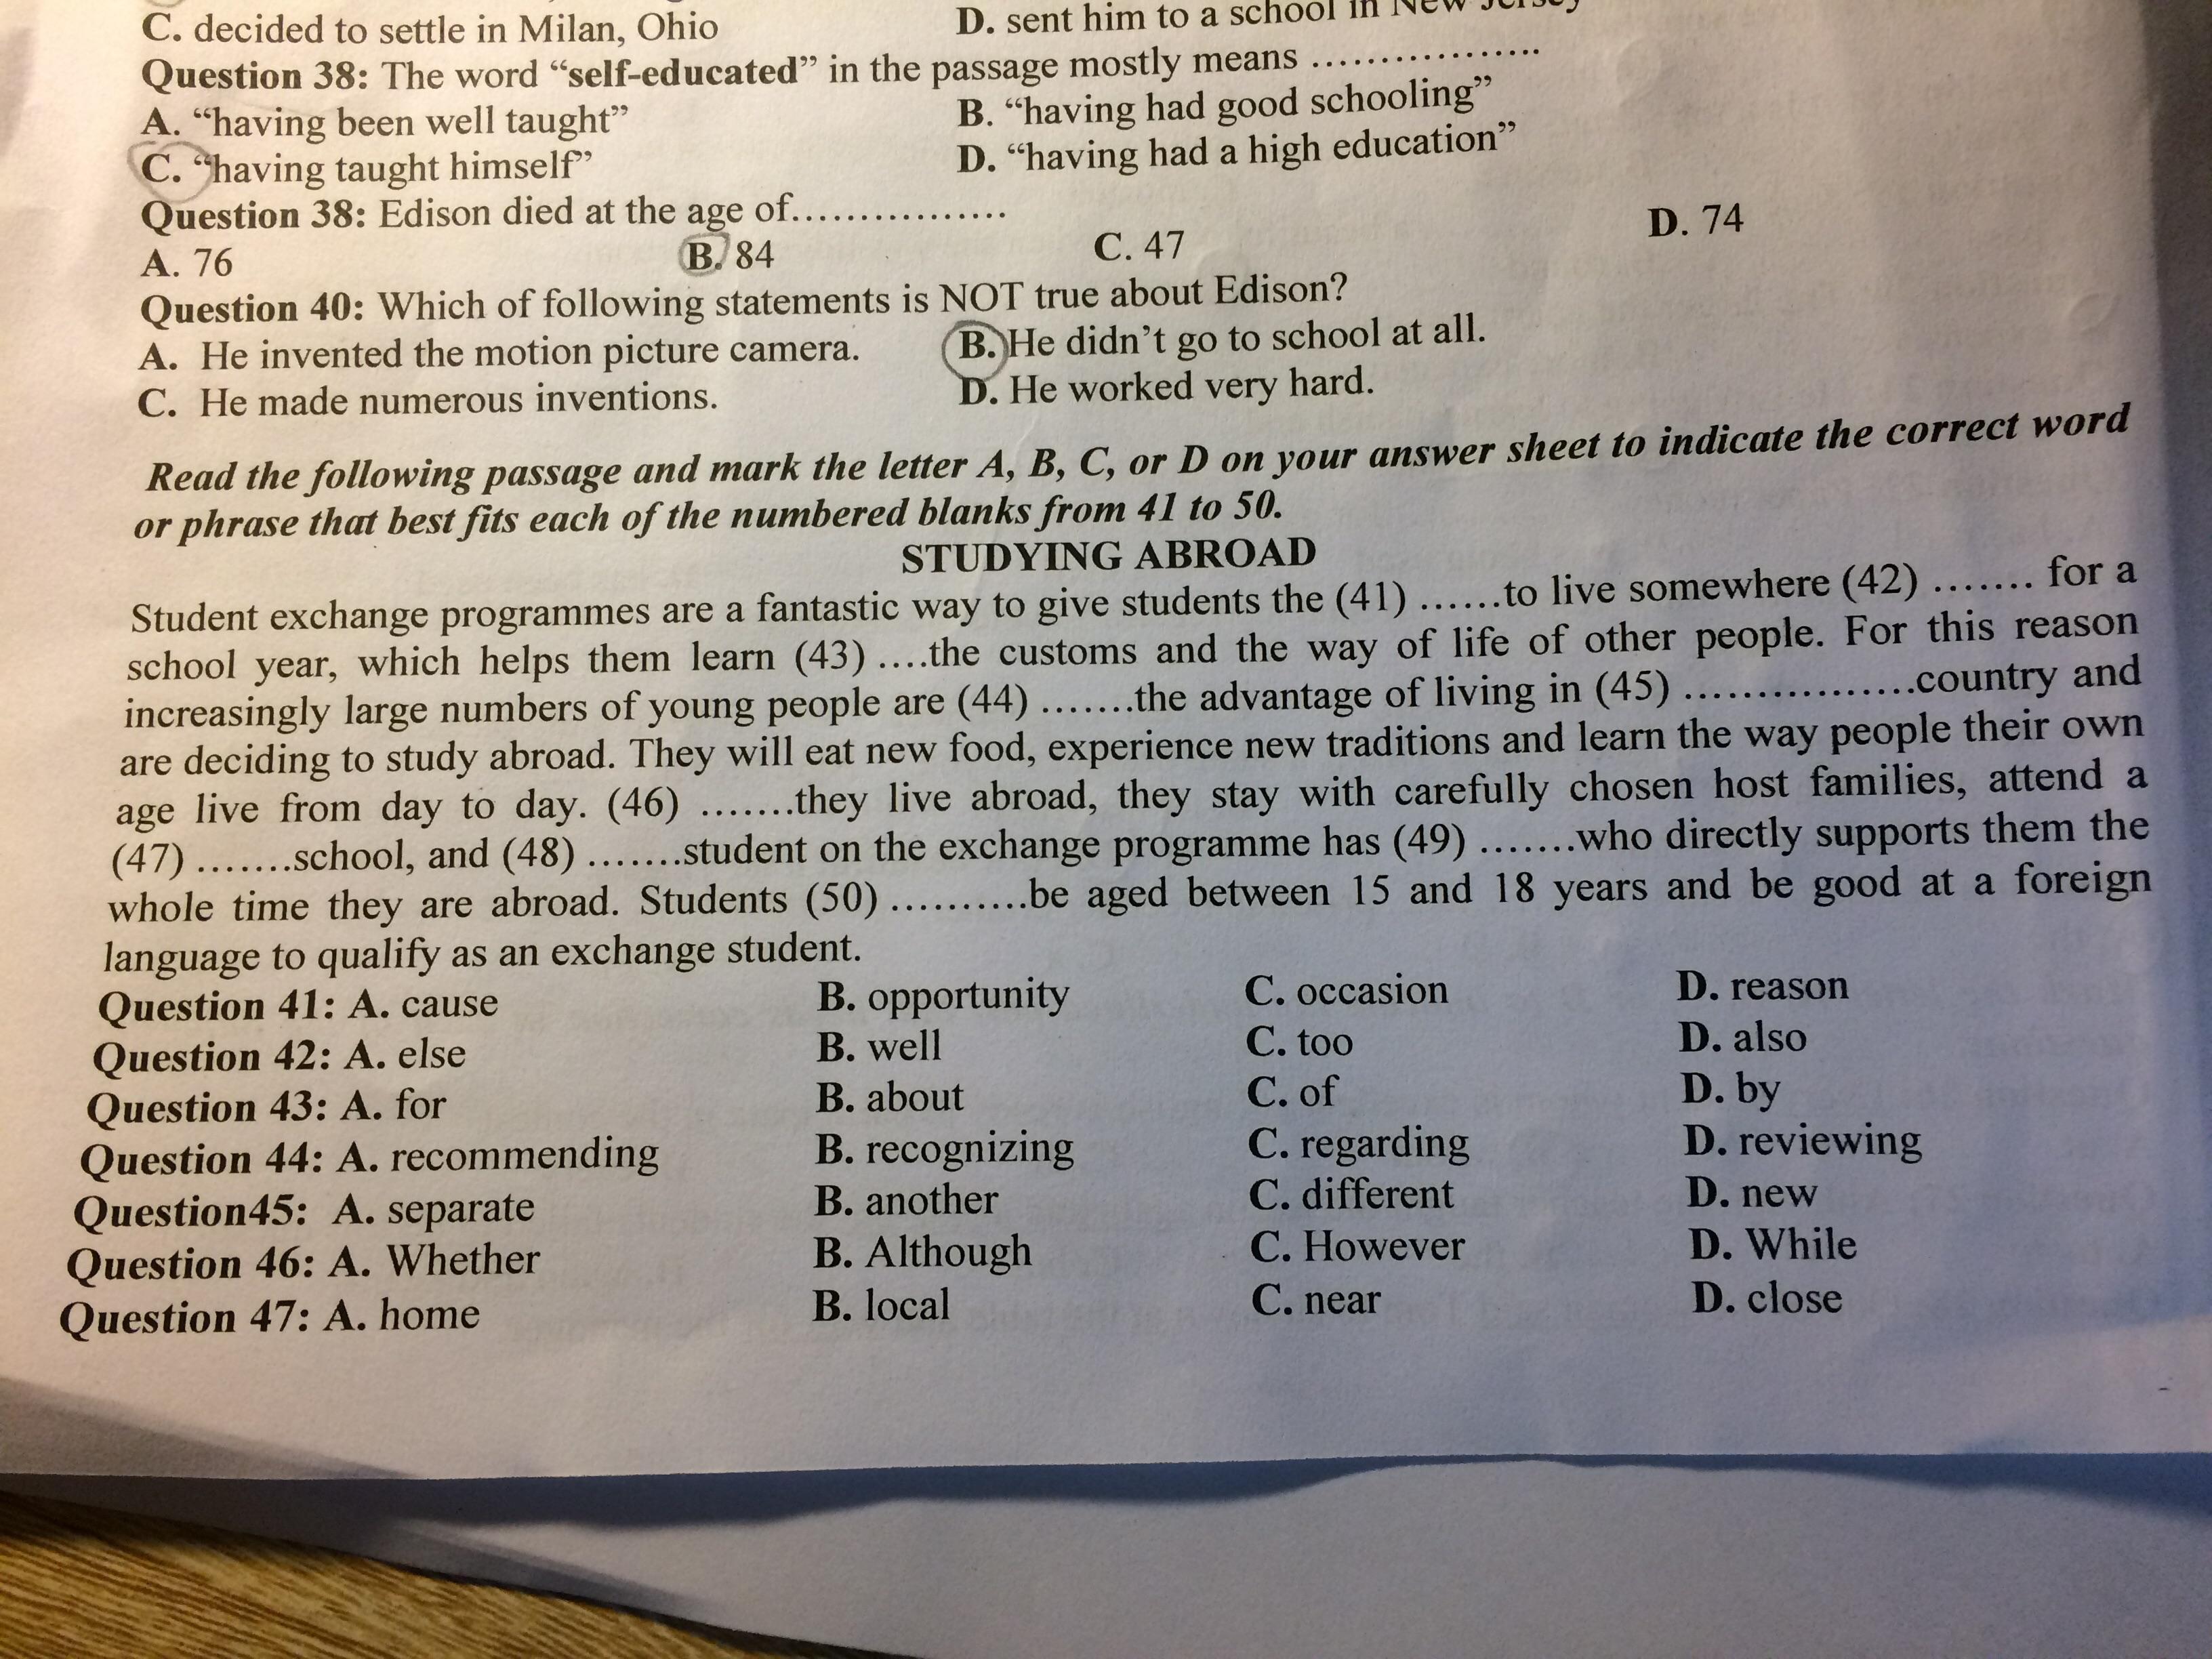 C. decided to settle in Milan, Ohio D. sent him to a school in New Jersey
Question 38: The word “self-educated” in the passage mostly means ..................
A. “having been well taught” B. “having had good schooling”
C. “having taught himself” D. “having had a high education”
Question 38: Edison died at the age of.................
A. 76 B. 84 C. 47 D. 74
Question 40: Which of following statements is NOT true about Edison?
A. He invented the motion picture camera. B. He didn’t go to school at all.
C. He made numerous inventions. D. He worked very hard.
Read the following passage and mark the letter A, B, C, or D on your answer sheet to indicate the correct word
or phrase that best fits each of the numbered blanks from 41 to 50.
STUDYING ABROAD
Student exchange programmes are a fantastic way to give students the (41) ......to live somewhere (42) ....... for a
school year, which helps them learn (43) ....the customs and the way of life of other people. For this reason
increasingly large numbers of young people are (44) .......the advantage of living in (45) .................country and
are deciding to study abroad. They will eat new food, experience new traditions and learn the way people their own
age live from day to day. (46) .......they live abroad, they stay with carefully chosen host families, attend a
(47) .......school, and (48) .......student on the exchange programme has (49) .......who directly supports them the
whole time they are abroad. Students (50) ..........be aged between 15 and 18 years and be good at a foreign
language to qualify as an exchange student.
Question 41: A. cause B. opportunity C. occasion D. reason
Question 42: A. else B. well C. too D. also
Question 43: A. for B. about C. of D. by
Question 44: A. recommending B. recognizing C. regarding D. reviewing
Question45: A. separate B. another C. different D. new
Question 46: A. Whether B. Although C. However D. While
Question 47: A. home B. local C. near D. close